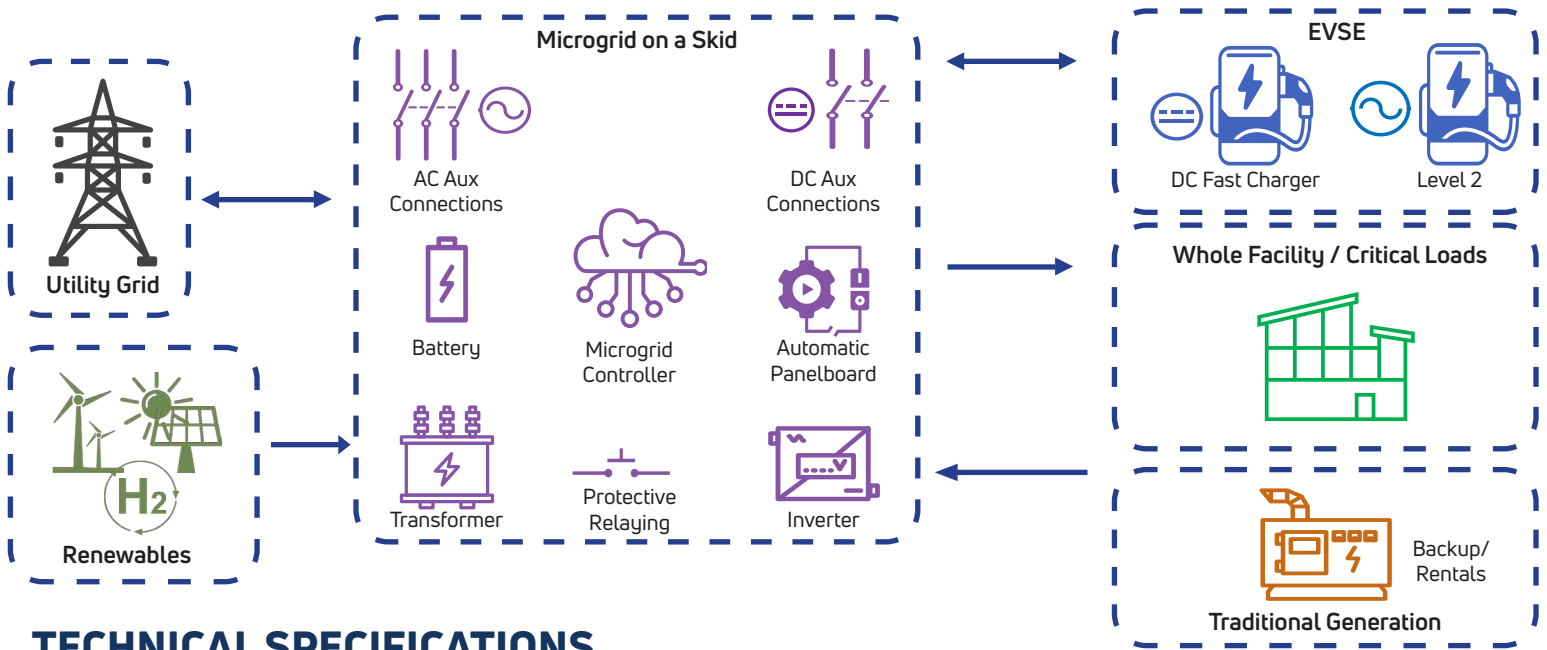 Microgrid on a Skid
AC Aux
Connections
DC Aux
Connections
Battery
Microgrid
Controller
Automatic
Panelboard
Transformer
Protective
Relaying
Inverter
Utility Grid
H2
Renewables
EVSE
DC Fast Charger
Level 2
Whole Facility / Critical Loads
Backup/
Rentals
Traditional Generation
TECHNICAL SPECIFICATIONS